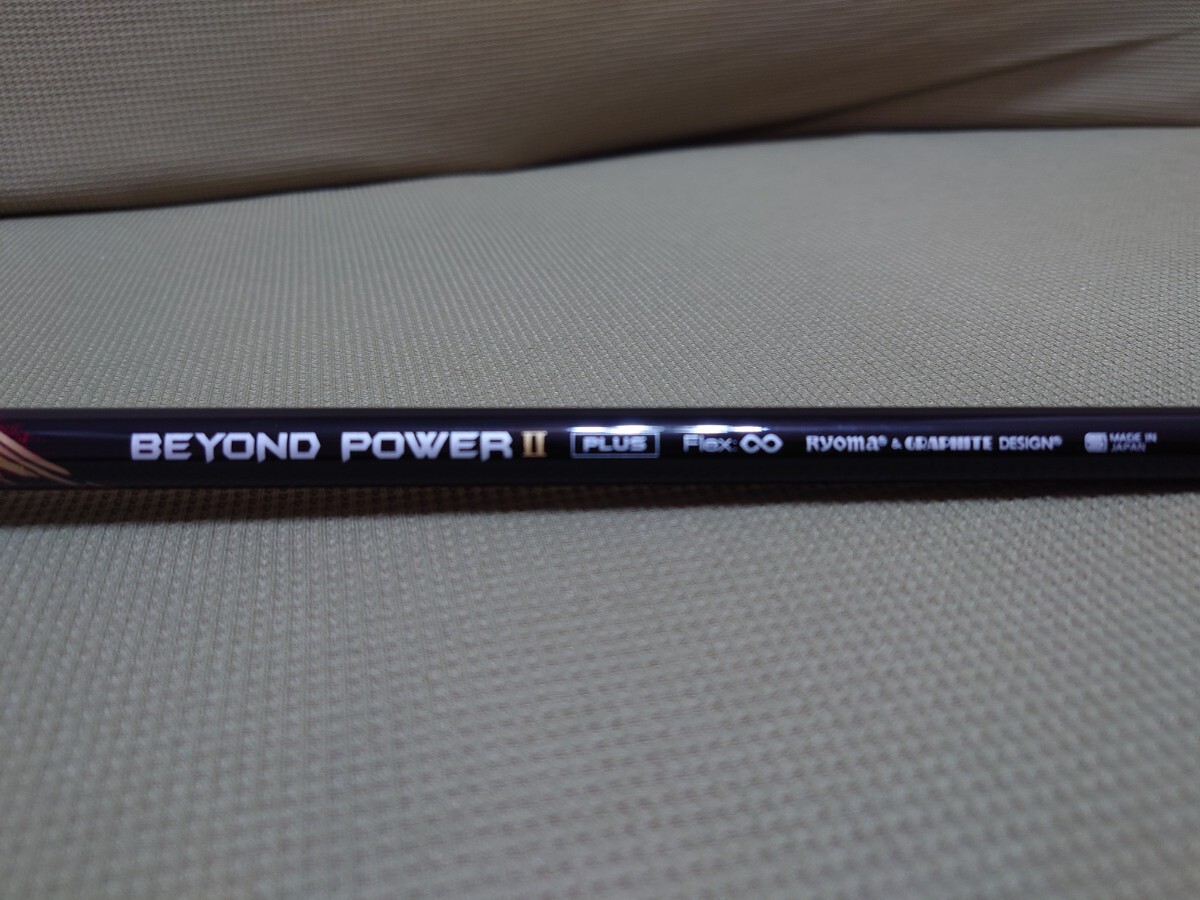 BEYOND POWER II PLUS Flex:∞ RYOMA® & GRAPHITE DESIGN® MADE IN
JAPAN